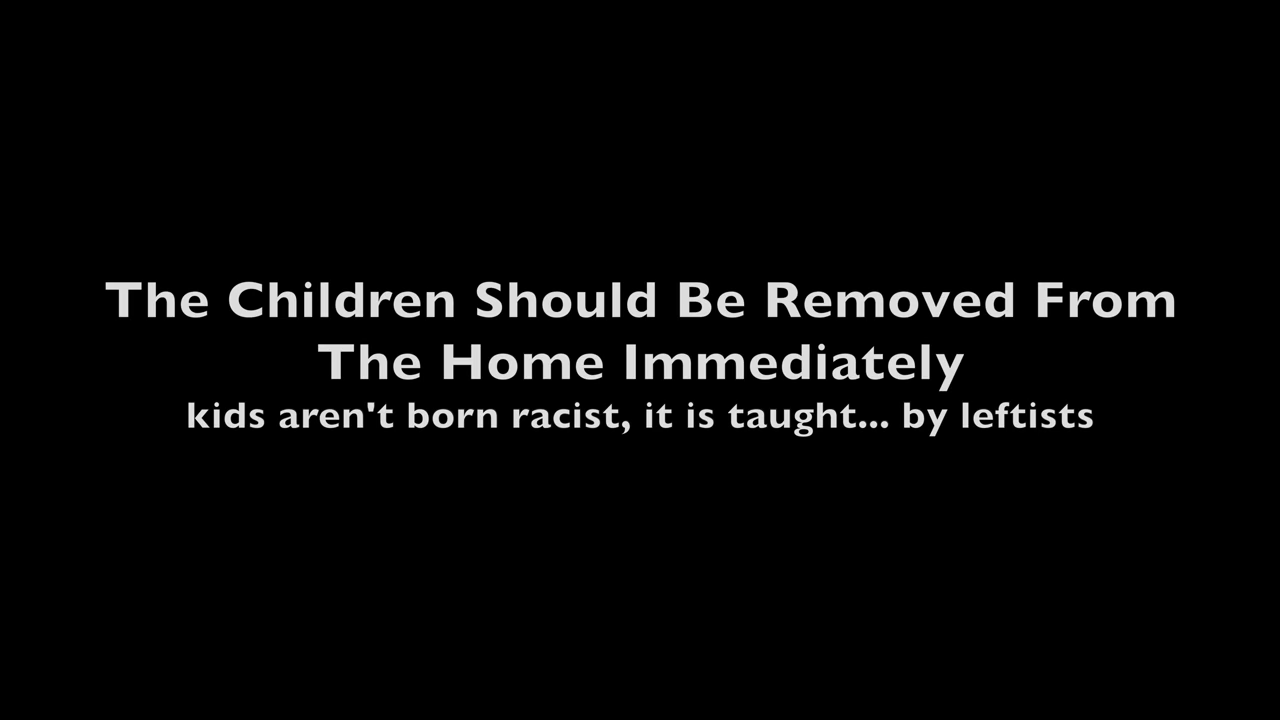 The Children Should Be Removed From
The Home Immediately
kids aren't born racist, it is taught... by leftists